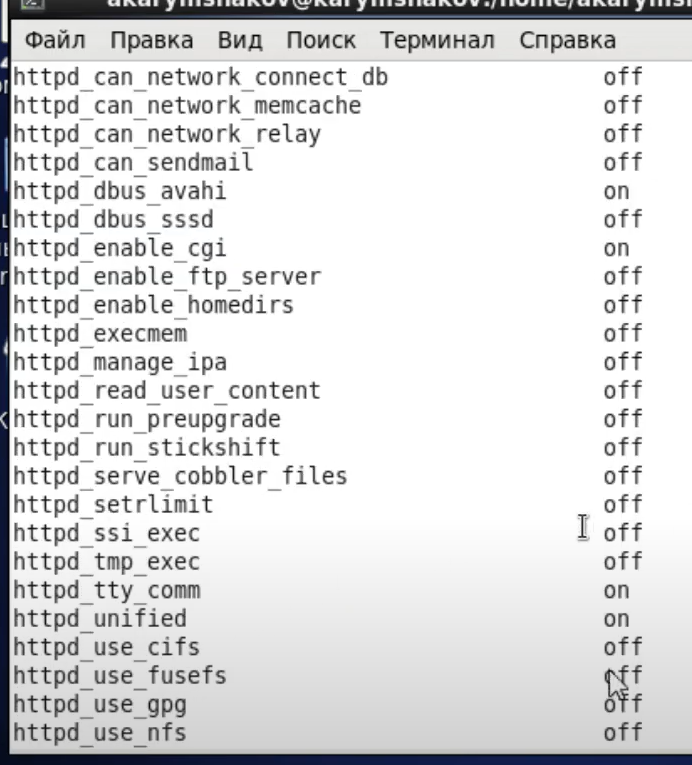 Файл Правка Вид Поиск Терминал Справка
httpd_can_network_connect_db off
httpd_can_network_memcache off
httpd_can_network_relay off
httpd_can_sendmail off
httpd_dbus_avahi on
httpd_dbus_sssd off
httpd_enable_cgi on
httpd_enable_ftp_server off
httpd_enable_homedirs off
httpd_execmem off
httpd_manage_ipa off
httpd_read_user_content off
httpd_run_preupgrade off
httpd_run_stickshift off
httpd_serve_cobbler_files off
httpd_setrlimit off
httpd_ssi_exec off
httpd_tmp_exec off
httpd_tty_comm on
httpd_unified on
httpd_use_cifs off
httpd_use_fusefs off
httpd_use_gpg off
httpd_use_nfs off